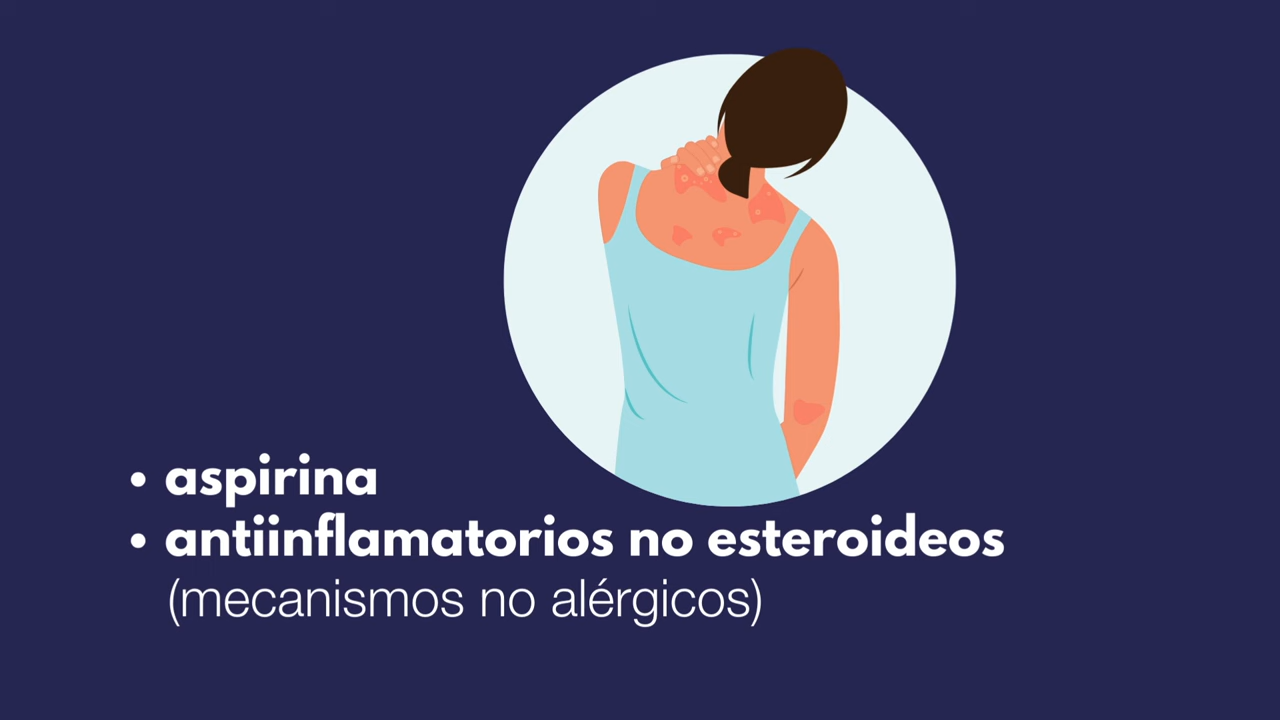 • aspirina
• antiinflamatorios no esteroideos
(mecanismos no alérgicos)